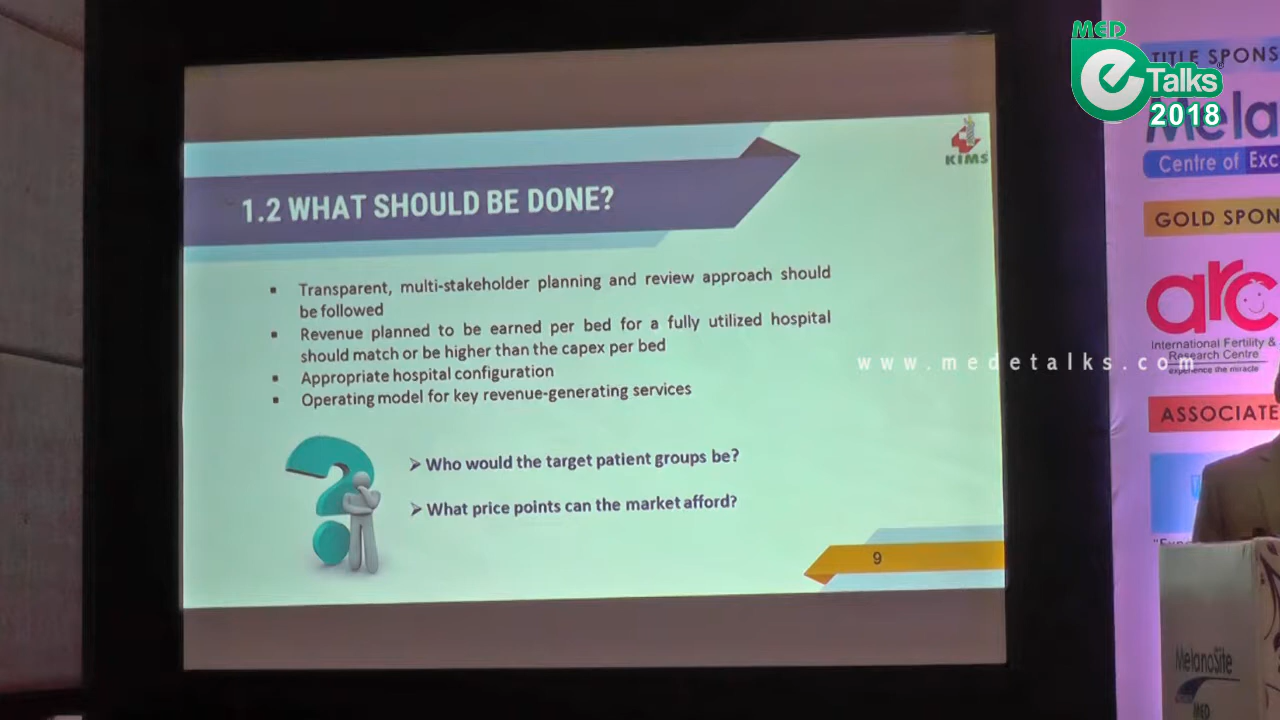 MED
e Talks
2018
TITLE SPONS
Mela
Centre of Exc
GOLD SPON
arc
International Fertility &
Research Centre
experience the miracle
ASSOCIATE
KIMS
1.2 WHAT SHOULD BE DONE?
Transparent, multi-stakeholder planning and review approach should
be followed
Revenue planned to be earned per bed for a fully utilized hospital
should match or be higher than the capex per bed
Appropriate hospital configuration
Operating model for key revenue-generating services
Who would the target patient groups be?
What price points can the market afford?
9
www.medetalks.com
MelanoSite
MED